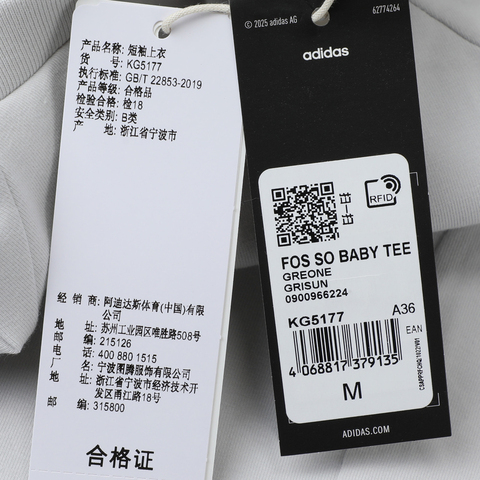 产品名称: 短袖上衣
货 号: KG5177
执行标准: GB/T 22853-2019
产品等级: 合格品
检验合格: 检18
安全类别: B类
产 地: 浙江省宁波市
经 销 商: 阿迪达斯体育(中国)有限公司
地 址: 苏州工业园区唯胜路508号
邮 编: 215126
电 话: 400 880 1515
厂 名: 宁波图腾服饰有限公司
地 址: 浙江省宁波市经济技术开发区甬江路18号
邮 编: 315800
合格证
© 2025 adidas AG
62774264
adidas
RFID
FOS SO BABY TEE
GREONE
GRISUN
0900966224
KG5177
A36
EAN
4 068817 379135
M
ADIDAS.COM